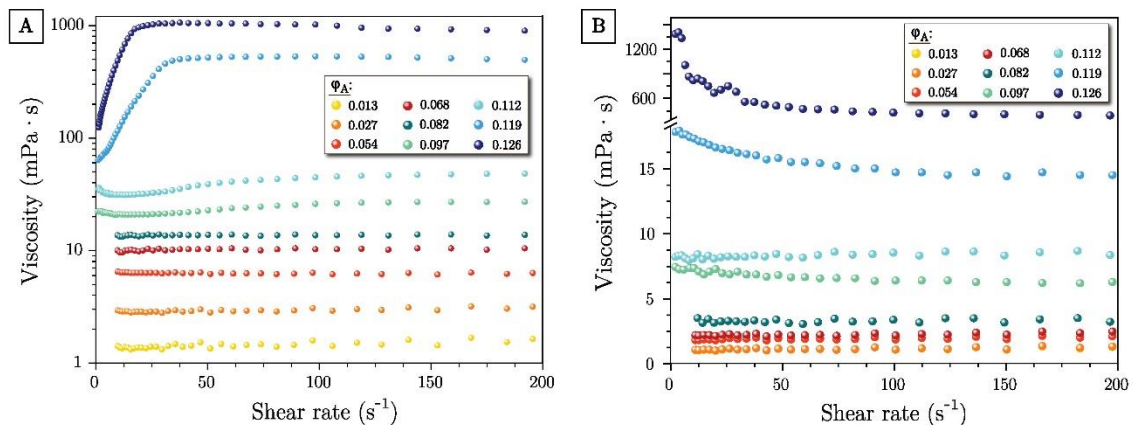 A
Viscosity (mPa · s)
1000
100
10
1
φA:
0.013 0.068 0.112
0.027 0.082 0.119
0.054 0.097 0.126
0 50 100 150 200
Shear rate (s⁻¹)
B
Viscosity (mPa · s)
1200
600
15
10
5
0
φA:
0.013 0.068 0.112
0.027 0.082 0.119
0.054 0.097 0.126
0 50 100 150 200
Shear rate (s⁻¹)